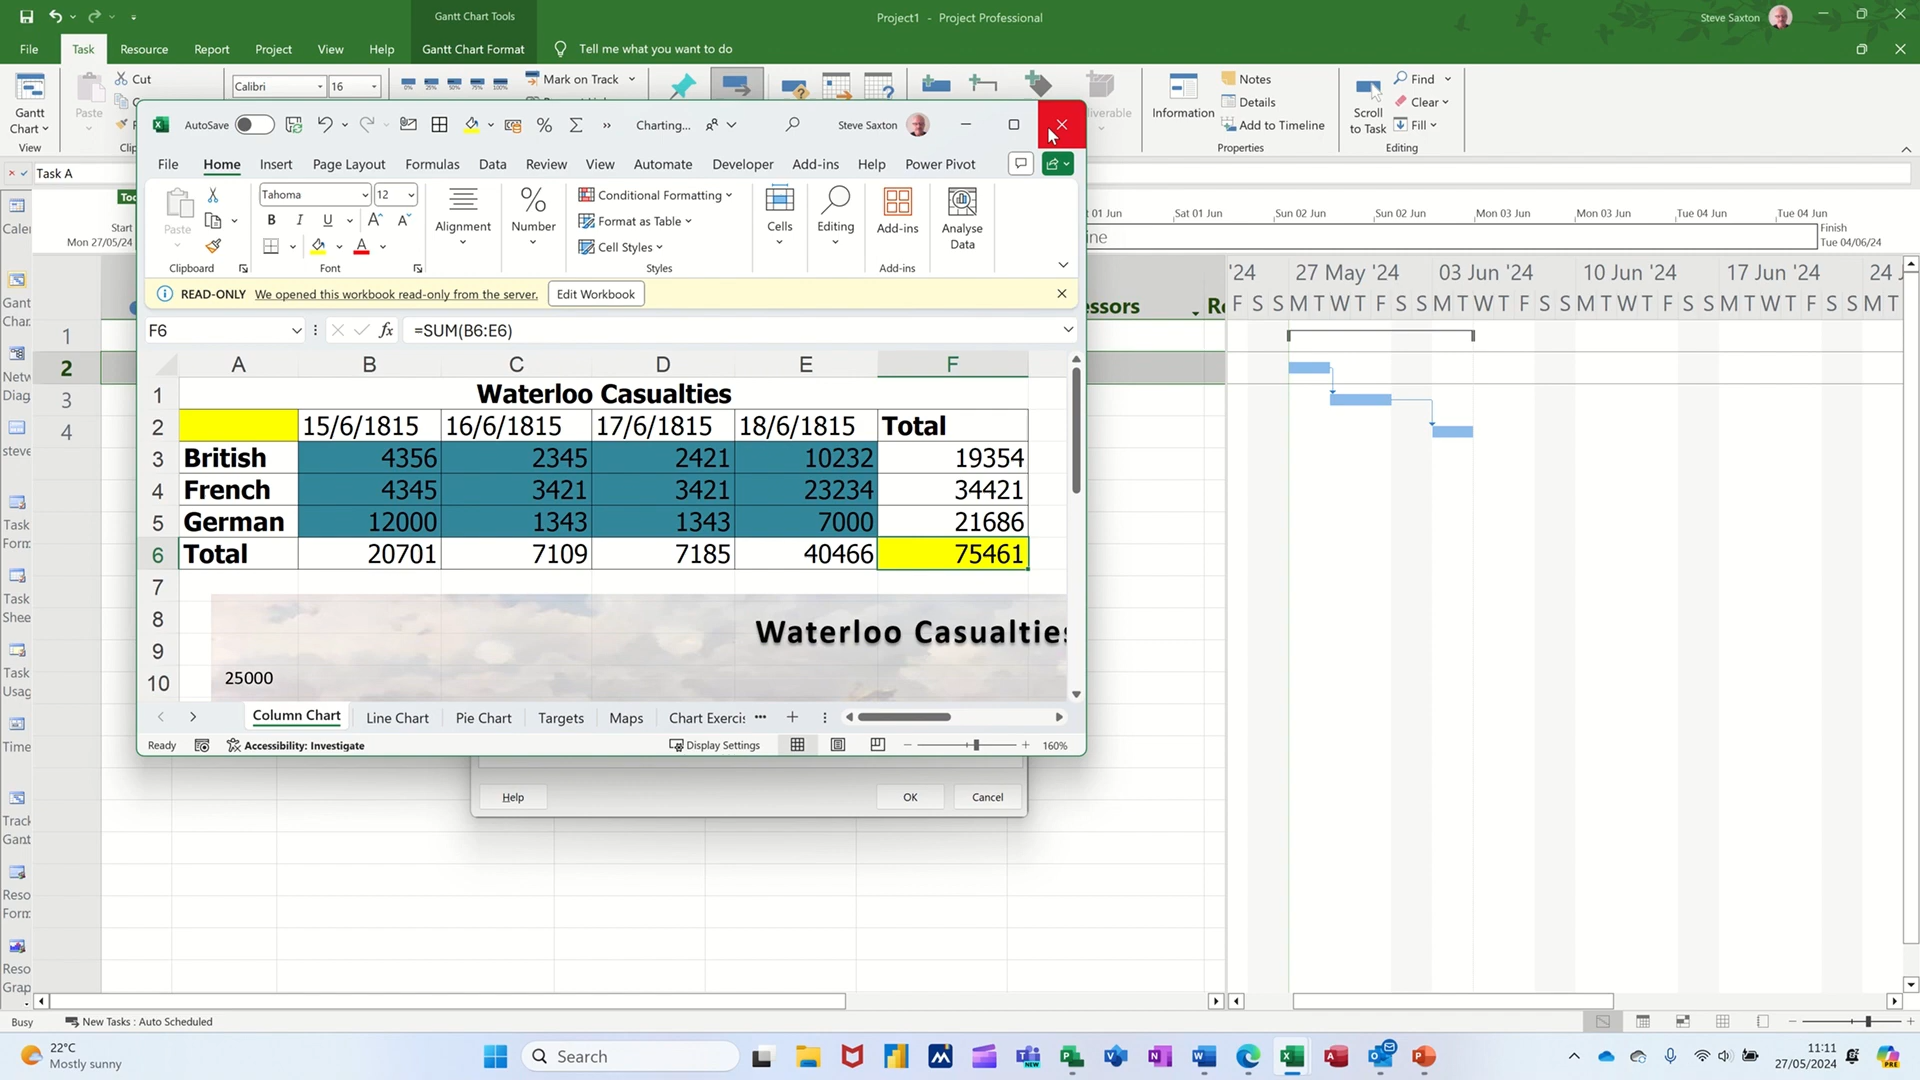 Gantt Chart Tools
Project1 - Project Professional
Steve Saxton
File Task Resource Report Project View Help Gantt Chart Format Tell me what you want to do
Gantt Chart
View
Paste
Cut
Calibri 16
Mark on Track
Information
Notes
Details
Add to Timeline
Properties
Scroll to Task
Find
Clear
Fill
Editing
Task A
AutoSave Charting... Steve Saxton
File Home Insert Page Layout Formulas Data Review View Automate Developer Add-ins Help Power Pivot
Paste
Clipboard
Tahoma 12
B I U
Font
Alignment
Number
Conditional Formatting
Format as Table
Cell Styles
Styles
Cells
Editing
Add-ins
Add-ins
Analyse Data
READ-ONLY We opened this workbook read-only from the server. Edit Workbook
F6 fx =SUM(B6:E6)
A B C D E F
1 Waterloo Casualties
2 15/6/1815 16/6/1815 17/6/1815 18/6/1815 Total
3 British 4356 2345 2421 10232 19354
4 French 4345 3421 3421 23234 34421
5 German 12000 1343 1343 7000 21686
6 Total 20701 7109 7185 40466 75461
7
8
Waterloo Casualties
9
10 25000
Column Chart Line Chart Pie Chart Targets Maps Chart Exercis ...
Ready Accessibility: Investigate Display Settings 160%
Help OK Cancel
Start
Mon 27/05/24
01 Jun Sat 01 Jun Sun 02 Jun Sun 02 Jun Mon 03 Jun Mon 03 Jun Tue 04 Jun Tue 04 Jun
Finish
Tue 04/06/24
'24 27 May '24 03 Jun '24 10 Jun '24 17 Jun '24 24 J
F S S M T W T F S S M T W T F S S M T W T F S S M T W T F S S M T
1
2
3
4
Busy New Tasks : Auto Scheduled
22°C
Mostly sunny
Search
11:11
27/05/2024